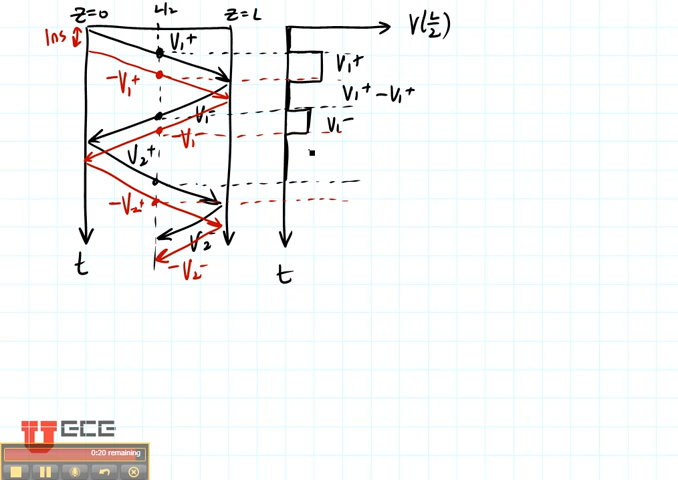 z=0
L/2
z=L
1ns
V₁⁺
-V₁⁺
V₁⁻
-V₁⁻
V₂⁺
-V₂⁺
V₂⁻
-V₂⁻
t
V(L/2)
V₁⁺
V₁⁺-V₁⁺
V₁⁻
t
U ECE
0:20 remaining